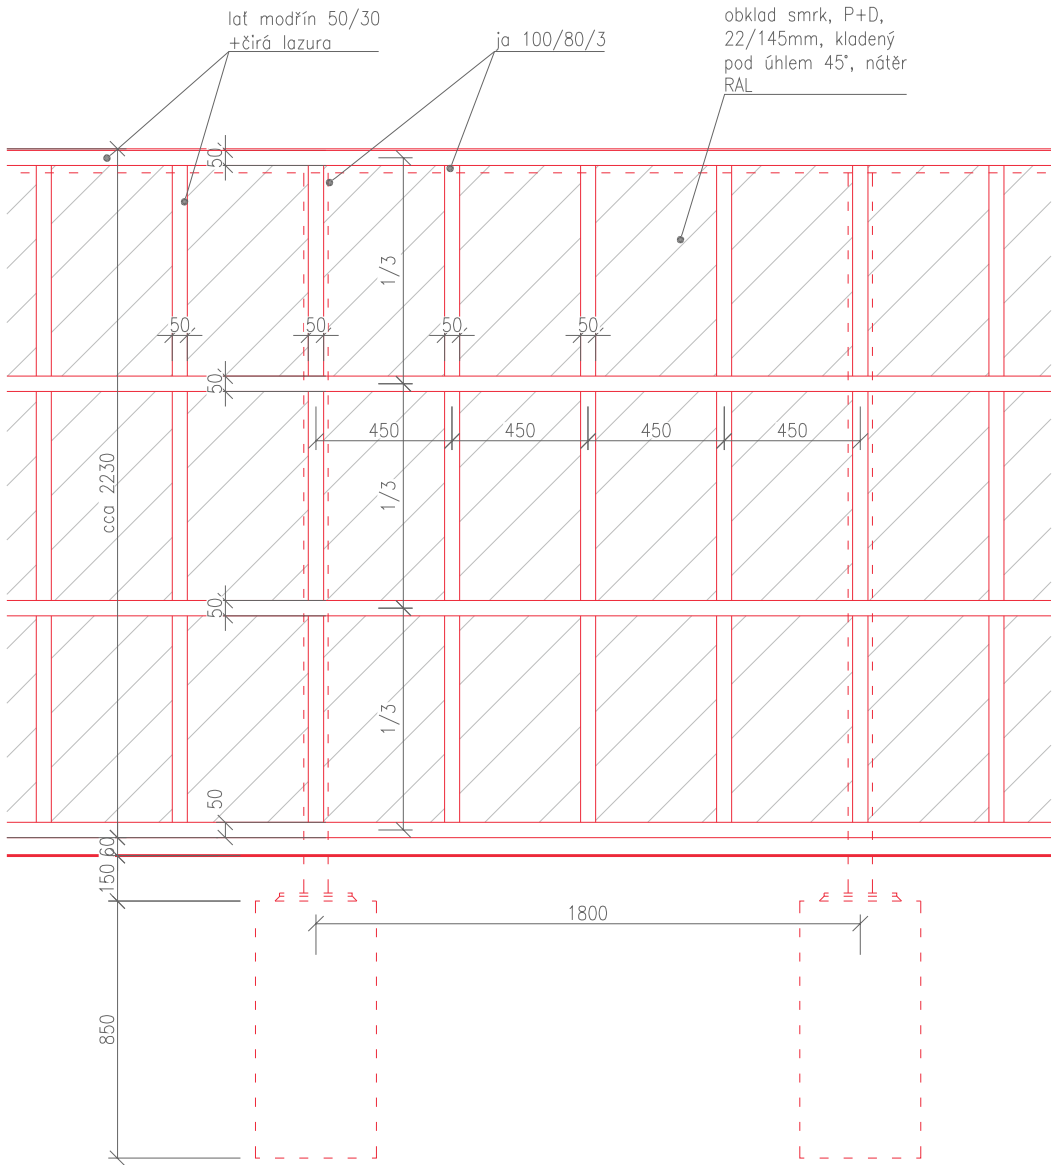 lať modřín 50/30
+čirá lazura
ja 100/80/3
obklad smrk, P+D,
22/145mm, kladený
pod úhlem 45°, nátěr
RAL
50
1/3
50
50
50
50
50
450
450
450
450
cca 2230
1/3
50
1/3
50
60
150
1800
850